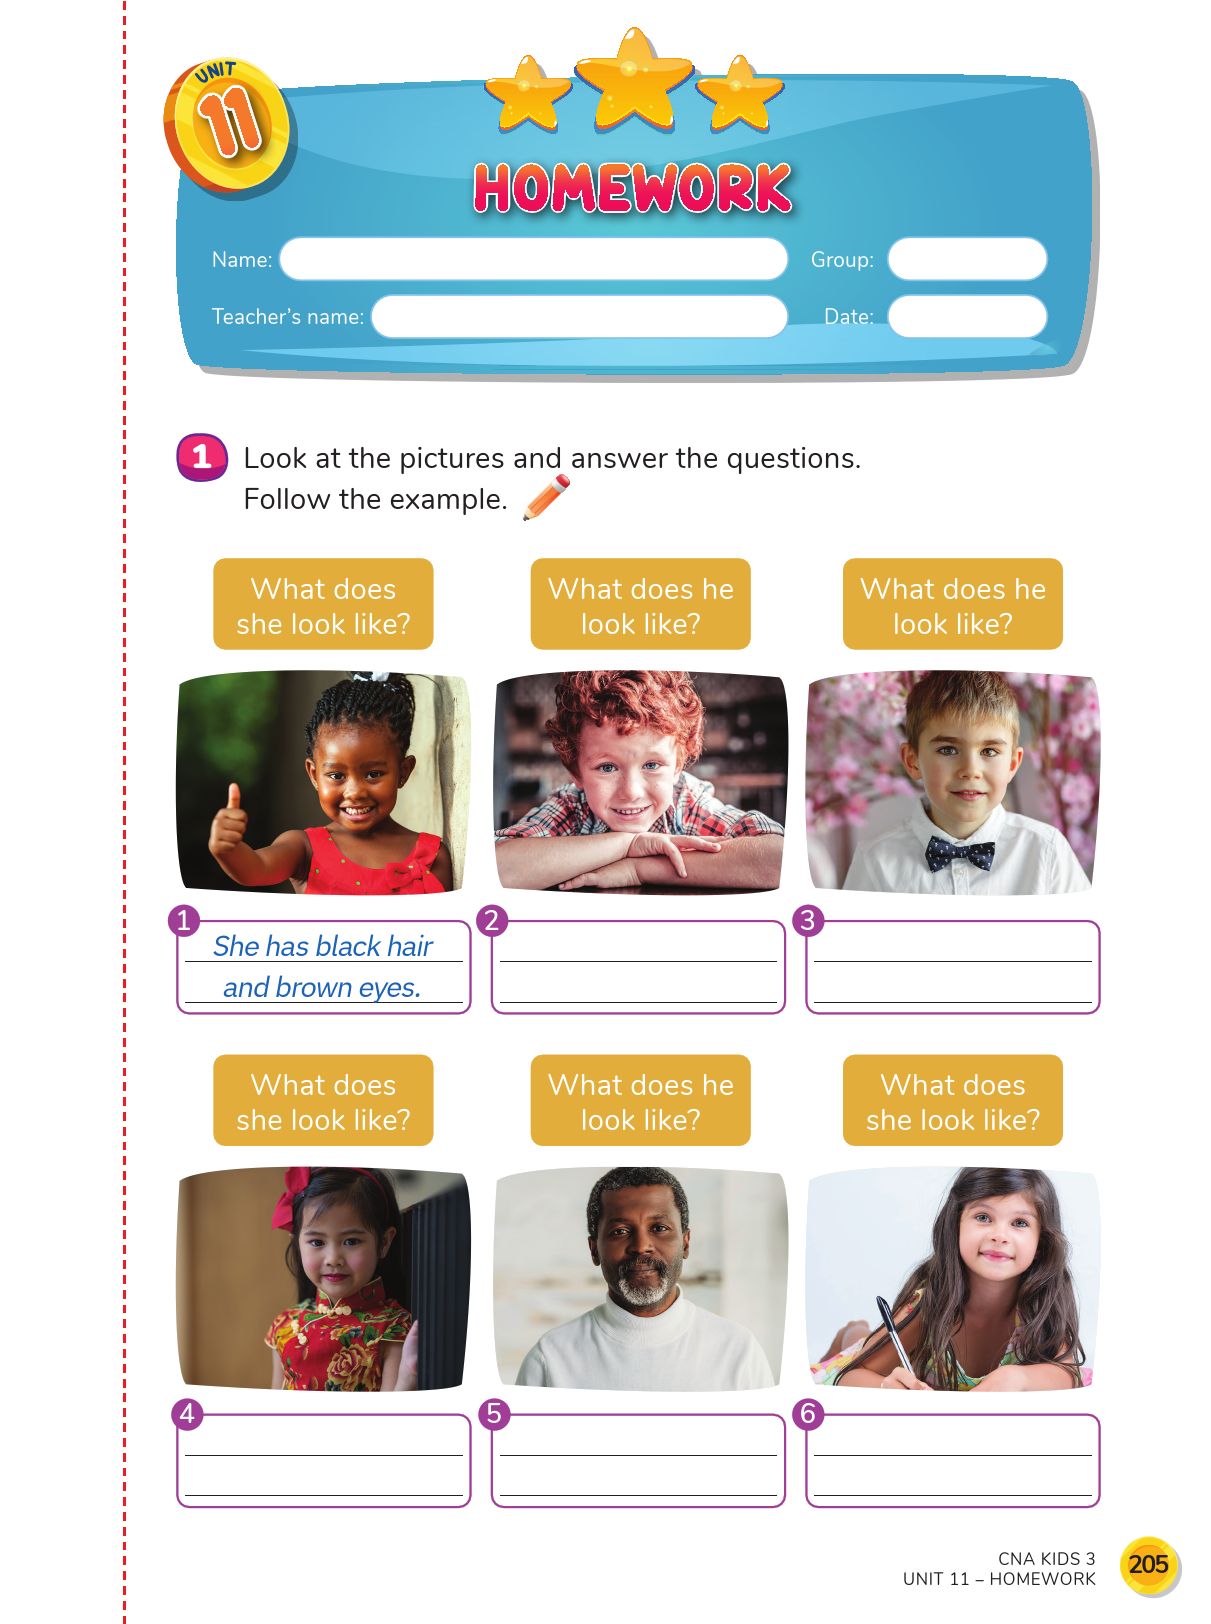 UNIT
11
HOMEWORK
Name:
Group:
Teacher's name:
Date:
1 Look at the pictures and answer the questions.
Follow the example.
What does
she look like?
What does he
look like?
What does he
look like?
1
She has black hair
and brown eyes.
2
3
What does
she look like?
What does he
look like?
What does
she look like?
4
5
6
CNA KIDS 3
UNIT 11 – HOMEWORK
205